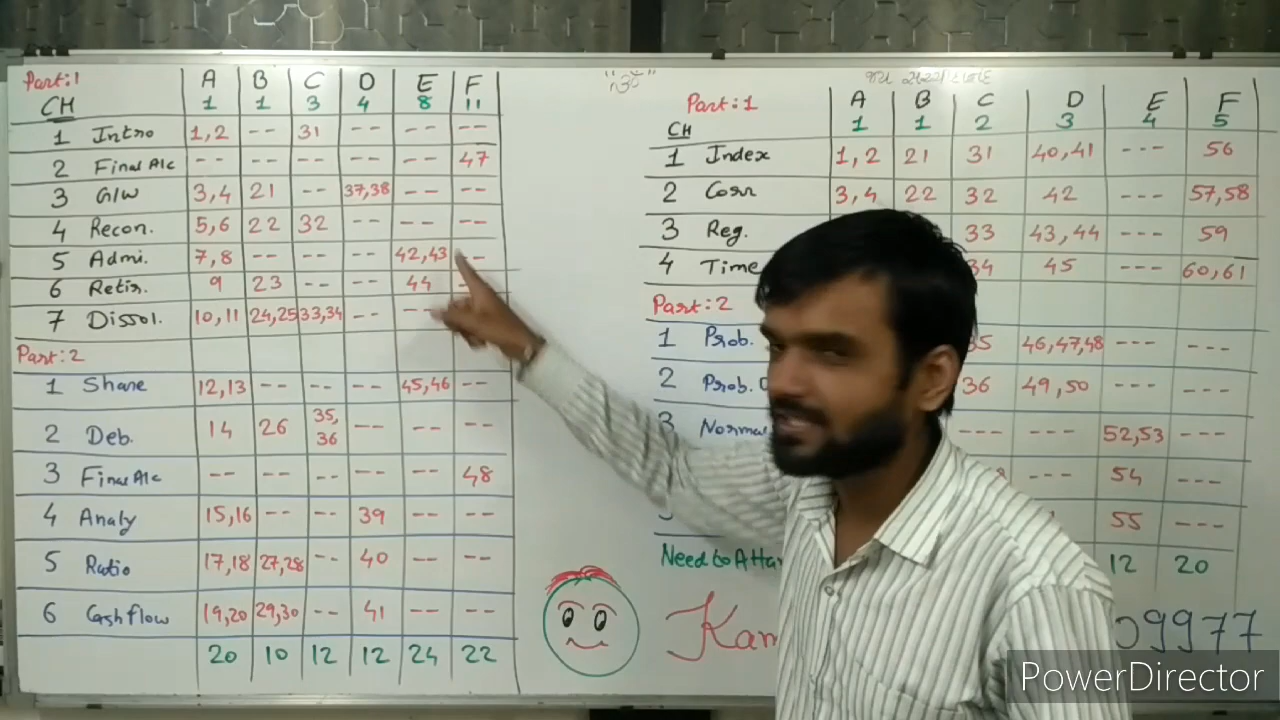 Part:1 A B C D E F
CH 1 1 3 4 8 11
1 Intro 1,2 -- 31 -- -- --
2 Final A/c -- -- -- -- -- 47
3 G/W 3,4 21 -- 37,38 -- --
4 Recon. 5,6 22 32 -- -- --
5 Admi. 7,8 -- -- -- 42,43 --
6 Retir. 9 23 -- -- 44
7 Dissol. 10,11 24,25 33,34 -- --
Part:2
1 Share 12,13 -- -- -- 45,46 --
2 Deb. 14 26 35,36 -- -- --
3 Final A/c -- -- -- -- -- 48
4 Analy 15,16 -- -- 39 -- --
5 Ratio 17,18 27,28 -- 40 -- --
6 Cashflow 19,20 29,30 -- 41 -- --
20 10 12 12 24 22
Part:1 A B C D E F
CH 1 1 2 3 4 5
1 Index 1,2 21 31 40,41 --- 56
2 Corr 3,4 22 32 42 --- 57,58
3 Reg. 33 43,44 --- 59
4 Time 34 45 --- 60,61
Part:2
1 Prob. 35 46,47,48 --- ---
2 Prob. 36 49,50 --- ---
3 --- --- 52,53 ---
--- 54 ---
55 ---
Need to 12 20
09977
PowerDirector